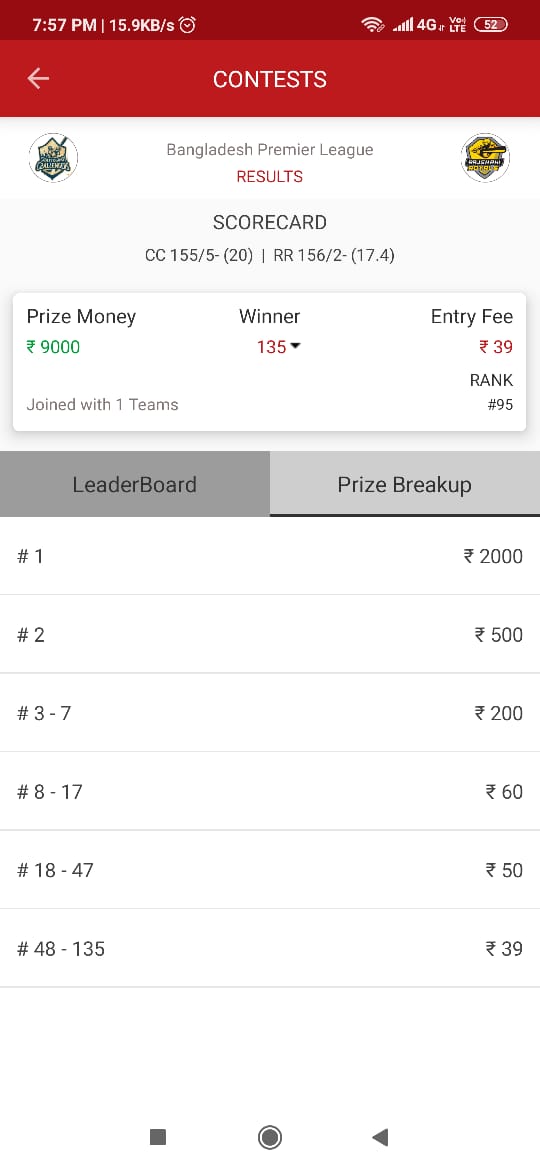 7:57 PM | 15.9KB/s
4G Vo) LTE 52
CONTESTS
Bangladesh Premier League
RESULTS
SCORECARD
CC 155/5- (20) | RR 156/2- (17.4)
Prize Money Winner Entry Fee
₹ 9000 135 ₹ 39
RANK
Joined with 1 Teams #95
LeaderBoard Prize Breakup
# 1 ₹ 2000
# 2 ₹ 500
# 3 - 7 ₹ 200
# 8 - 17 ₹ 60
# 18 - 47 ₹ 50
# 48 - 135 ₹ 39